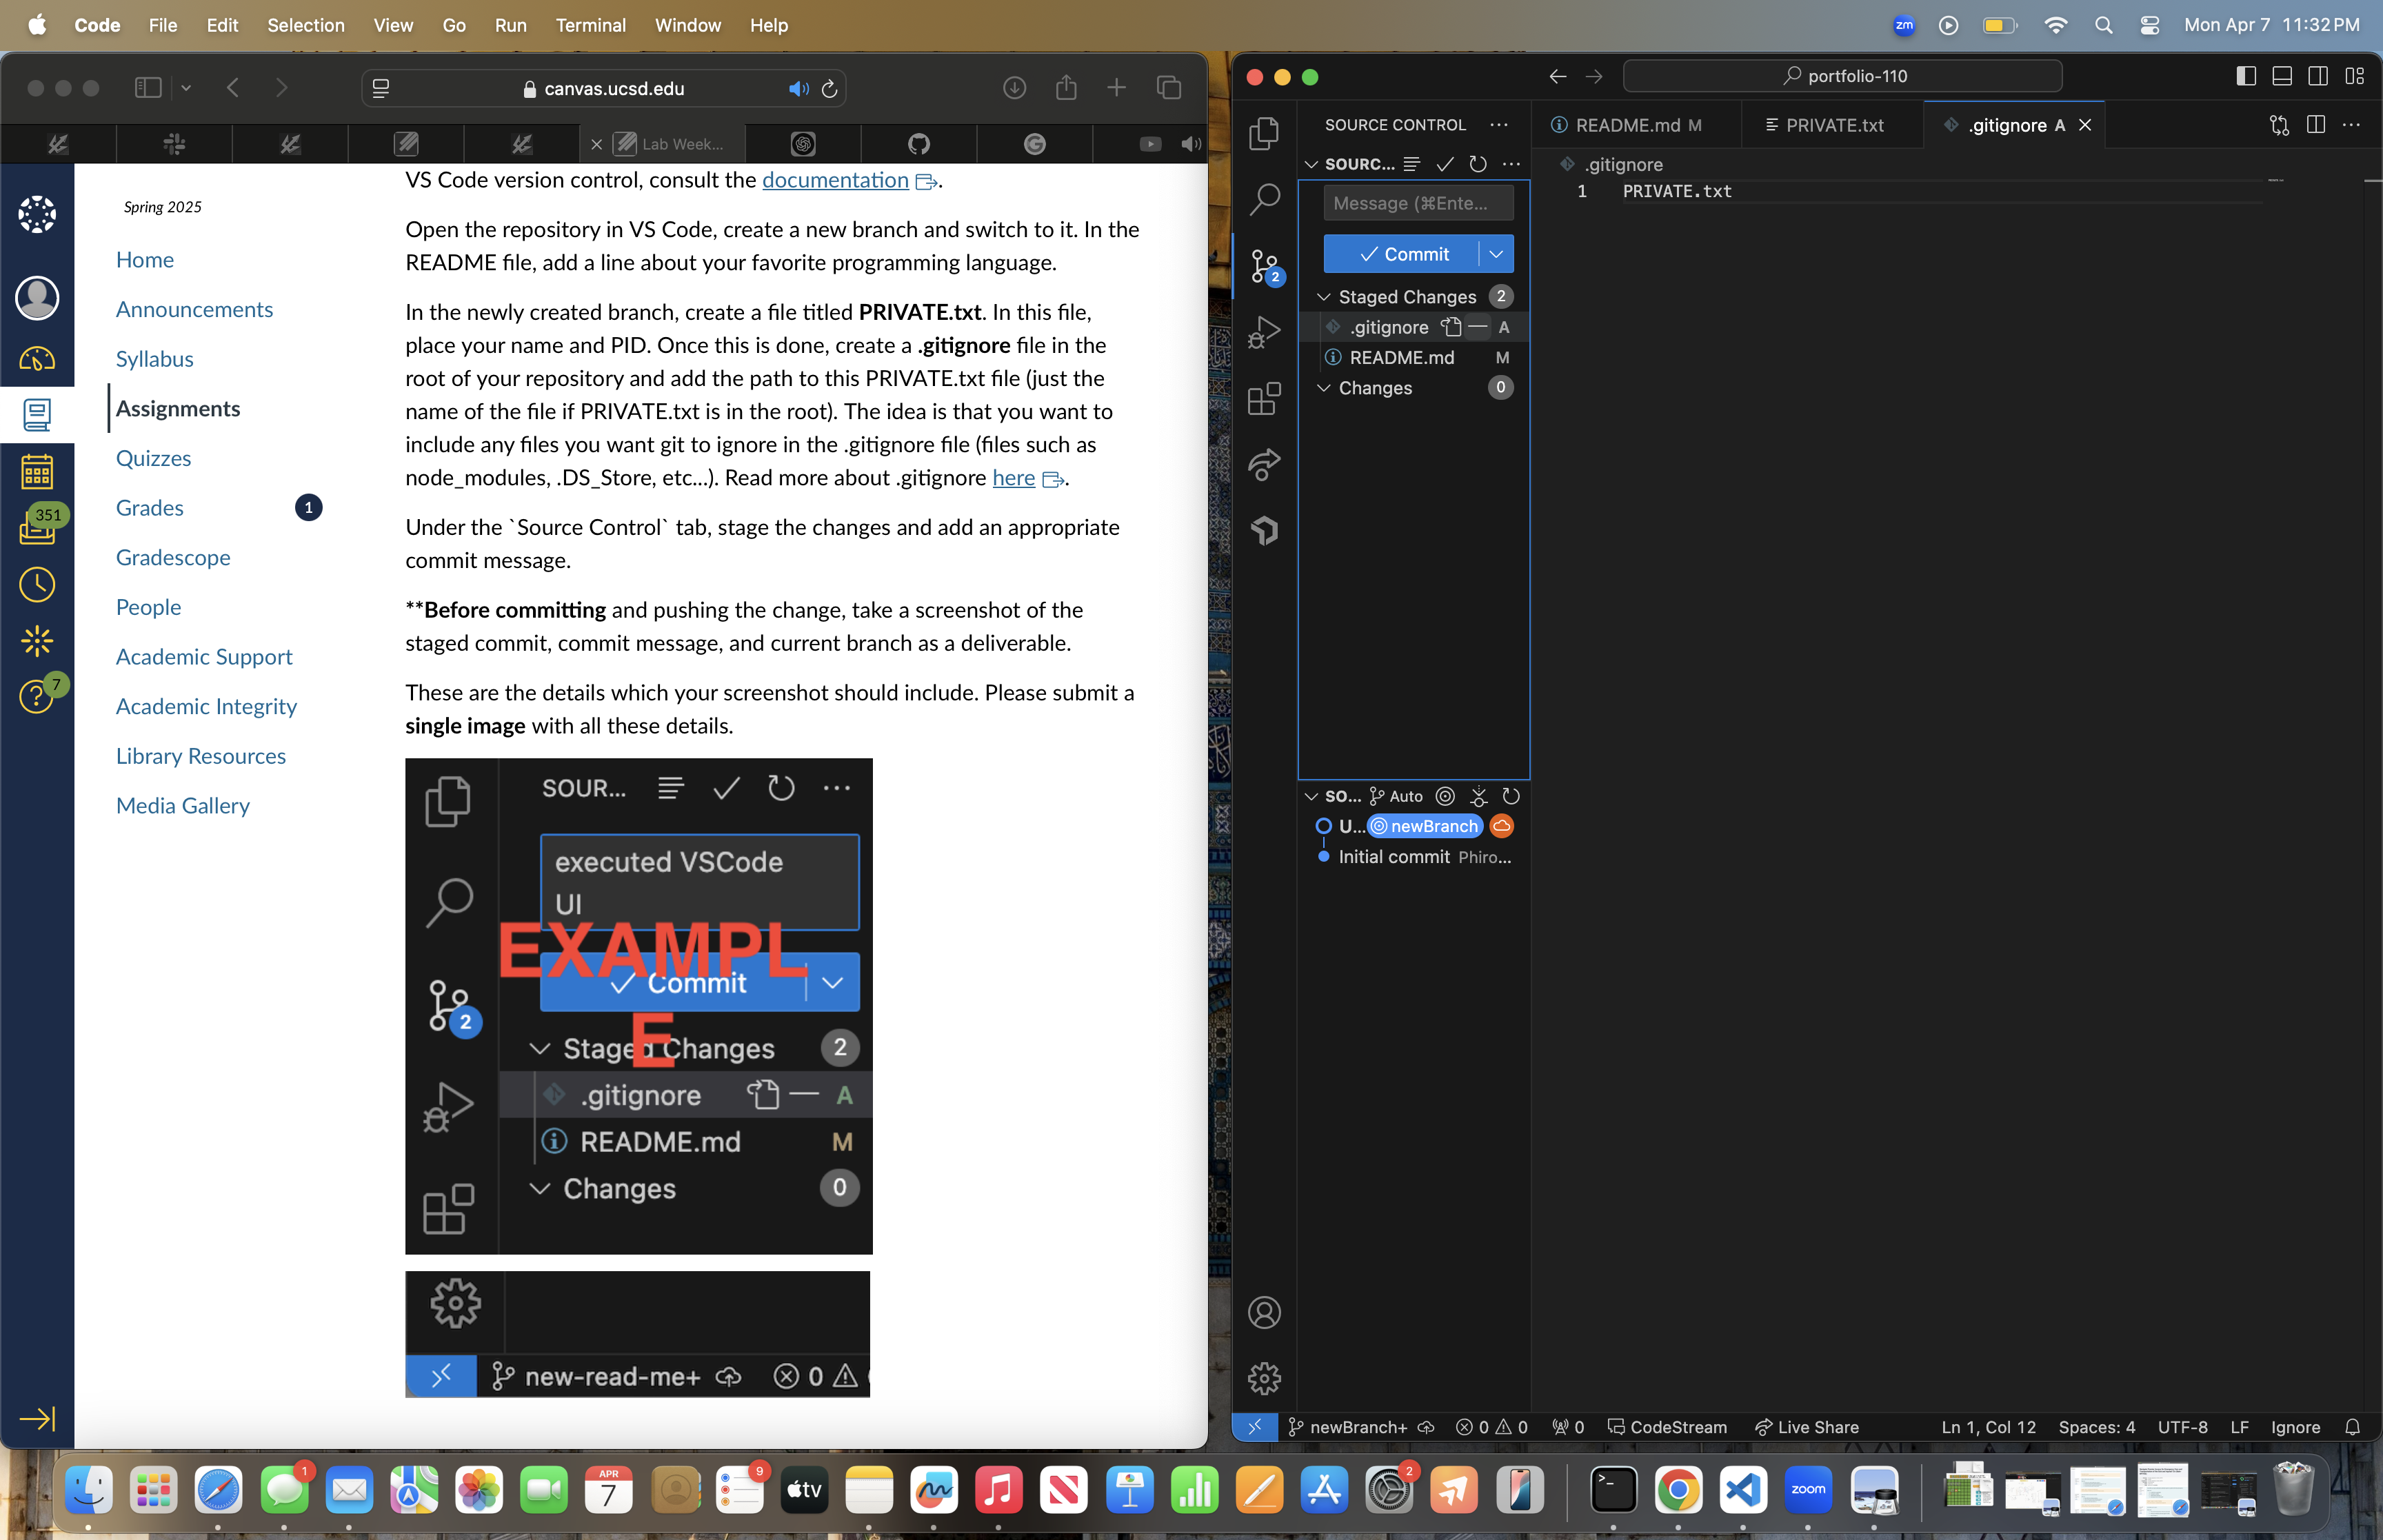 Code File Edit Selection View Go Run Terminal Window Help
zm
Mon Apr 7 11:32 PM
canvas.ucsd.edu
Lab Week...
Spring 2025
Home
Announcements
Syllabus
Assignments
Quizzes
Grades 1
Gradescope
People
Academic Support
Academic Integrity
Library Resources
Media Gallery
351
7
VS Code version control, consult the documentation.
Open the repository in VS Code, create a new branch and switch to it. In the
README file, add a line about your favorite programming language.
In the newly created branch, create a file titled PRIVATE.txt. In this file,
place your name and PID. Once this is done, create a .gitignore file in the
root of your repository and add the path to this PRIVATE.txt file (just the
name of the file if PRIVATE.txt is in the root). The idea is that you want to
include any files you want git to ignore in the .gitignore file (files such as
node_modules, .DS_Store, etc...). Read more about .gitignore here.
Under the `Source Control` tab, stage the changes and add an appropriate
commit message.
**Before committing and pushing the change, take a screenshot of the
staged commit, commit message, and current branch as a deliverable.
These are the details which your screenshot should include. Please submit a
single image with all these details.
SOUR...
executed VSCode
UI
EXAMPL
E
Commit
2
Staged Changes 2
.gitignore A
README.md M
Changes 0
new-read-me+ 0
portfolio-110
SOURCE CONTROL
README.md M
PRIVATE.txt
.gitignore A
SOURC...
Message (⌘Ente...
Commit
2
Staged Changes 2
.gitignore A
README.md M
Changes 0
.gitignore
1 PRIVATE.txt
SO... Auto
U... newBranch
Initial commit Phiro...
newBranch+ 0 0 0 CodeStream Live Share Ln 1, Col 12 Spaces: 4 UTF-8 LF Ignore
1
APR
7
9
tv
2
zoom